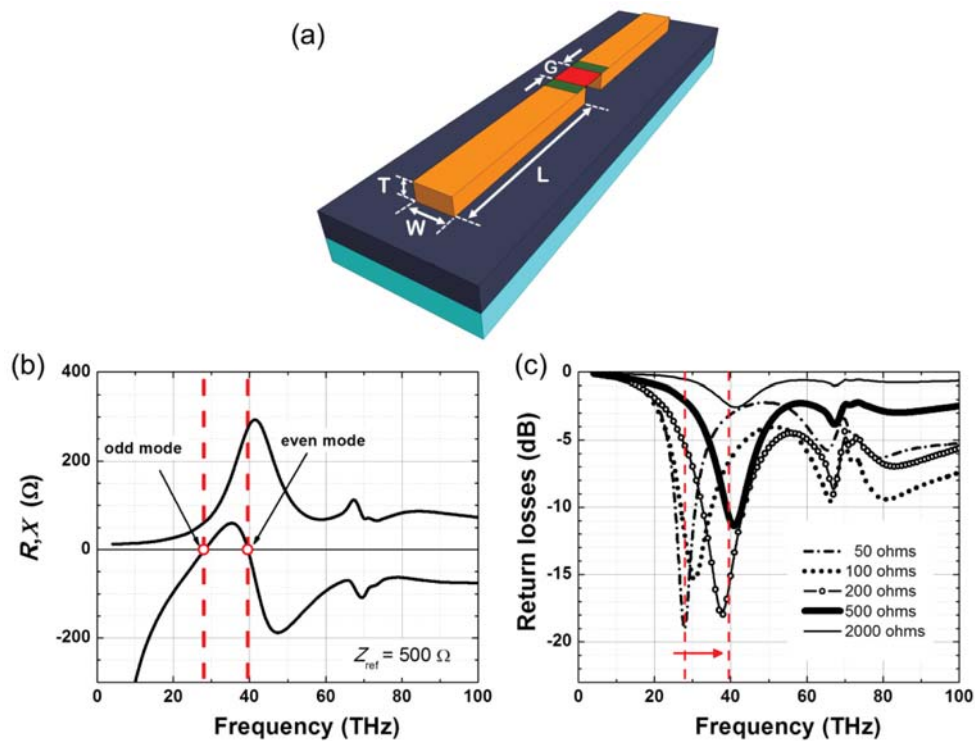 (a)
G
L
T
W
(b)
400
200
0
-200
R,X (Ω)
odd mode
even mode
Zref = 500 Ω
0 20 40 60 80 100
Frequency (THz)
(c)
0
-5
-10
-15
-20
Return losses (dB)
50 ohms
100 ohms
200 ohms
500 ohms
2000 ohms
0 20 40 60 80 100
Frequency (THz)